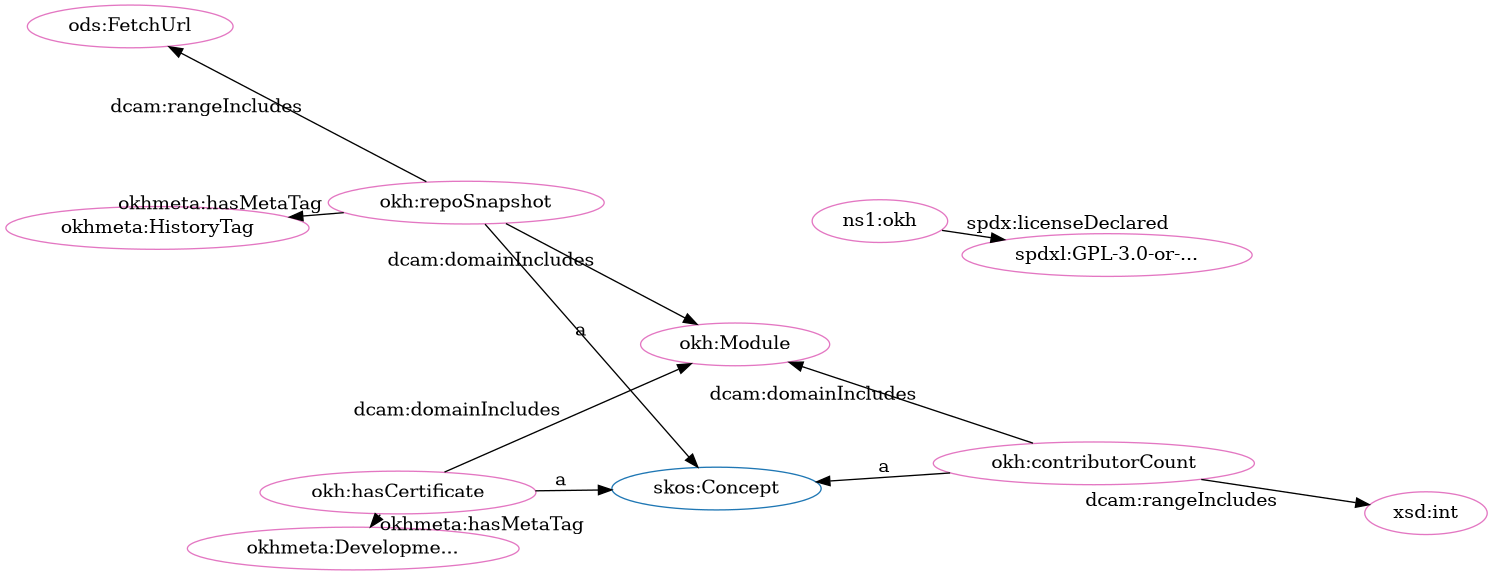 ods:FetchUrl
dcam:rangeIncludes
okhmeta:hasMetaTag
okh:repoSnapshot
okhmeta:HistoryTag
ns1:okh
spdx:licenseDeclared
spdxl:GPL-3.0-or-...
dcam:domainIncludes
a
okh:Module
dcam:domainIncludes
dcam:domainIncludes
okh:contributorCount
a
a
okh:hasCertificate
skos:Concept
dcam:rangeIncludes
xsd:int
okhmeta:hasMetaTag
okhmeta:Developme...